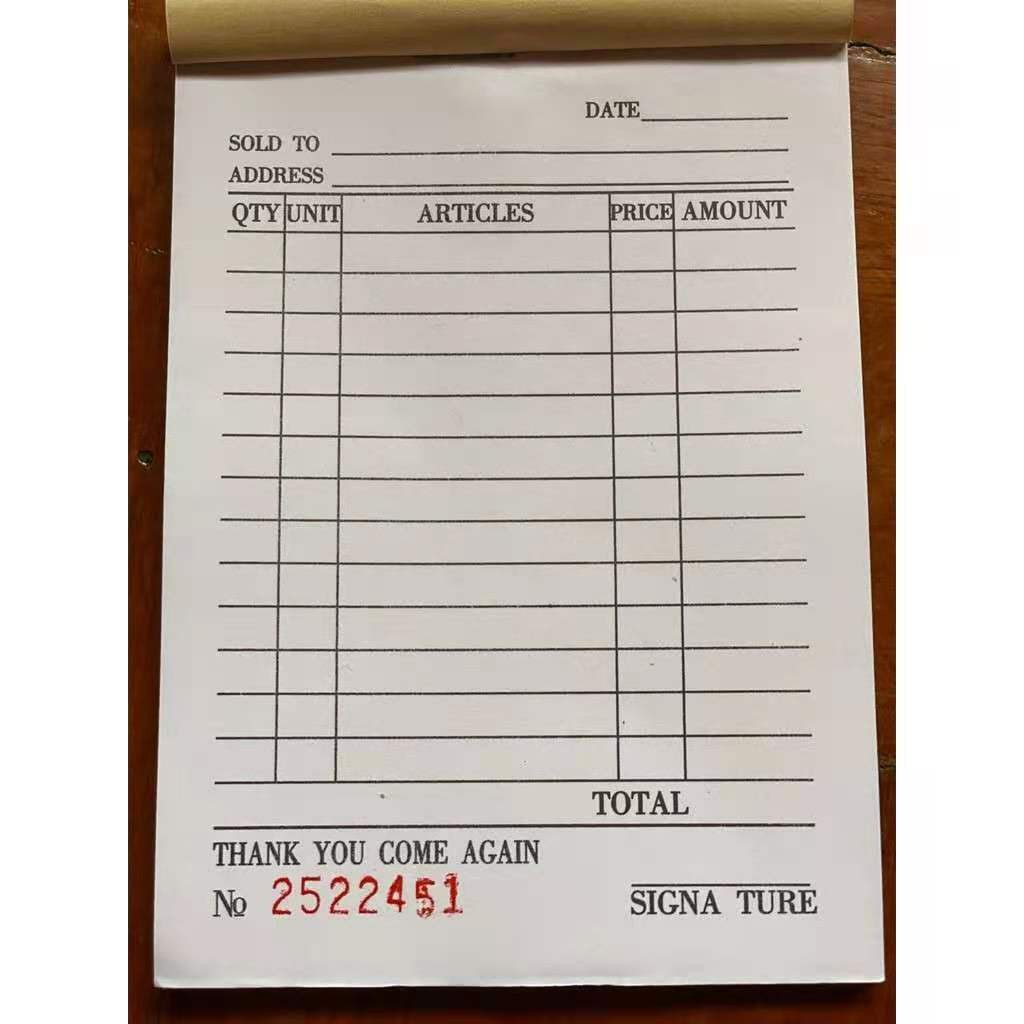 DATE
SOLD TO
ADDRESS
QTY UNIT ARTICLES PRICE AMOUNT
TOTAL
THANK YOU COME AGAIN
No 2522451
SIGNA TURE